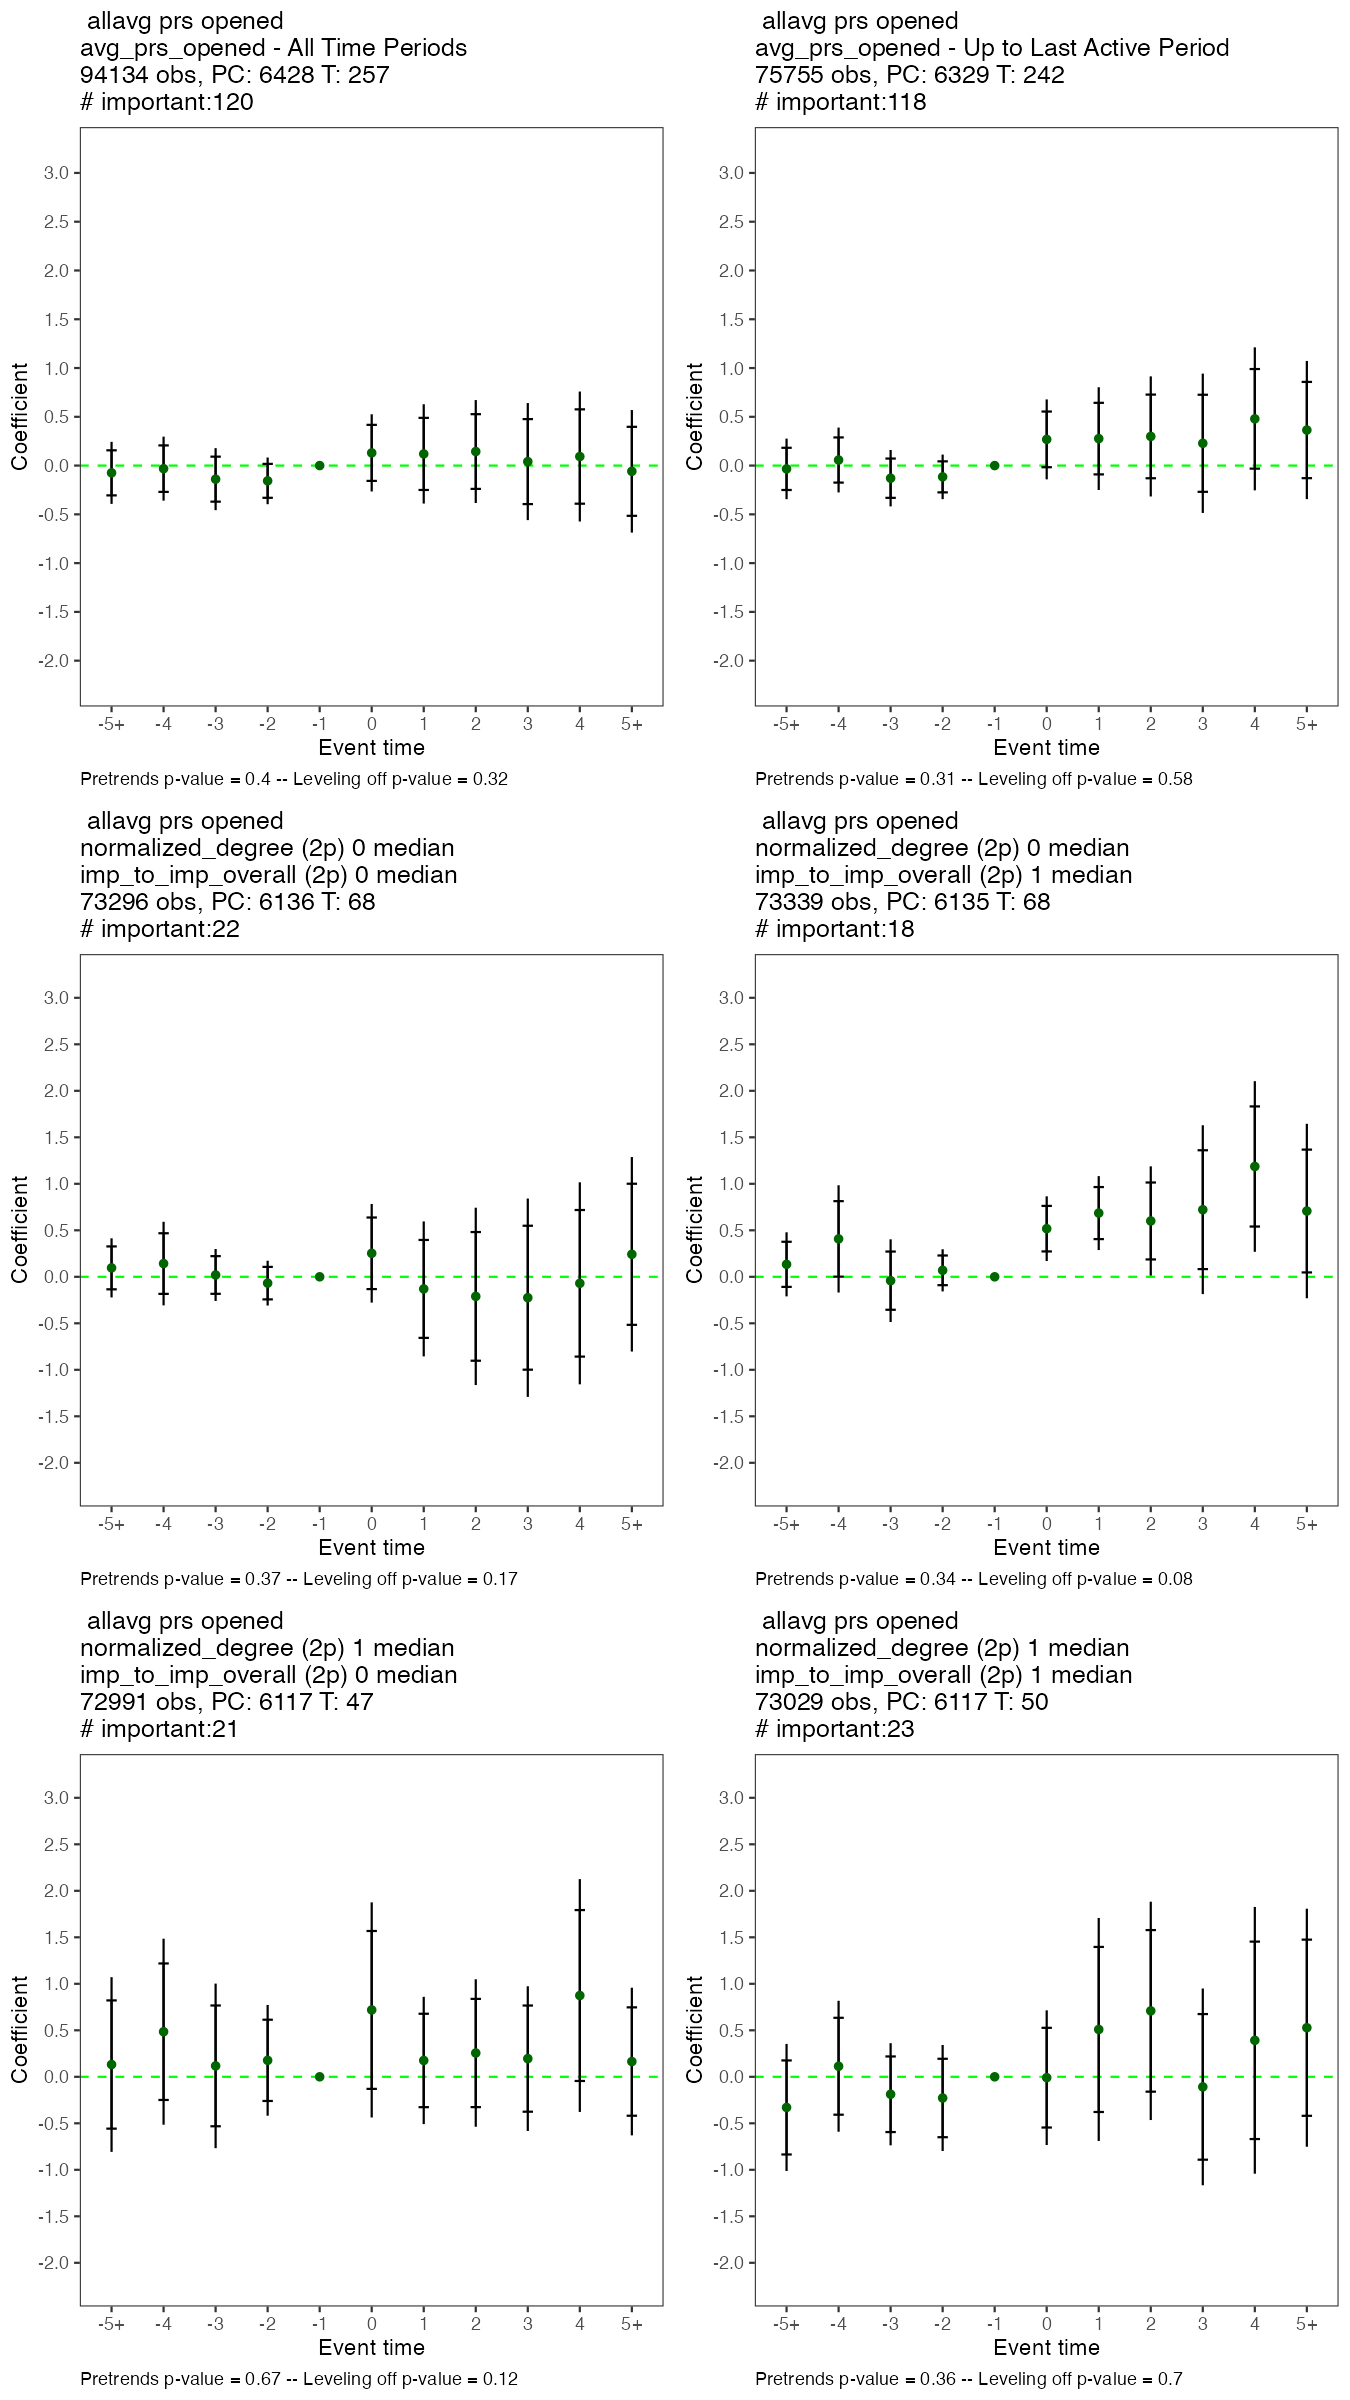 allavg prs opened
avg_prs_opened - All Time Periods
94134 obs, PC: 6428 T: 257
# important:120
3.0
2.5
2.0
1.5
1.0
0.5
0.0
-0.5
-1.0
-1.5
-2.0
Coefficient
-5+ -4 -3 -2 -1 0 1 2 3 4 5+
Event time
Pretrends p-value = 0.4 -- Leveling off p-value = 0.32
allavg prs opened
avg_prs_opened - Up to Last Active Period
75755 obs, PC: 6329 T: 242
# important:118
3.0
2.5
2.0
1.5
1.0
0.5
0.0
-0.5
-1.0
-1.5
-2.0
Coefficient
-5+ -4 -3 -2 -1 0 1 2 3 4 5+
Event time
Pretrends p-value = 0.31 -- Leveling off p-value = 0.58
allavg prs opened
normalized_degree (2p) 0 median
imp_to_imp_overall (2p) 0 median
73296 obs, PC: 6136 T: 68
# important:22
3.0
2.5
2.0
1.5
1.0
0.5
0.0
-0.5
-1.0
-1.5
-2.0
Coefficient
-5+ -4 -3 -2 -1 0 1 2 3 4 5+
Event time
Pretrends p-value = 0.37 -- Leveling off p-value = 0.17
allavg prs opened
normalized_degree (2p) 0 median
imp_to_imp_overall (2p) 1 median
73339 obs, PC: 6135 T: 68
# important:18
3.0
2.5
2.0
1.5
1.0
0.5
0.0
-0.5
-1.0
-1.5
-2.0
Coefficient
-5+ -4 -3 -2 -1 0 1 2 3 4 5+
Event time
Pretrends p-value = 0.34 -- Leveling off p-value = 0.08
allavg prs opened
normalized_degree (2p) 1 median
imp_to_imp_overall (2p) 0 median
72991 obs, PC: 6117 T: 47
# important:21
3.0
2.5
2.0
1.5
1.0
0.5
0.0
-0.5
-1.0
-1.5
-2.0
Coefficient
-5+ -4 -3 -2 -1 0 1 2 3 4 5+
Event time
Pretrends p-value = 0.67 -- Leveling off p-value = 0.12
allavg prs opened
normalized_degree (2p) 1 median
imp_to_imp_overall (2p) 1 median
73029 obs, PC: 6117 T: 50
# important:23
3.0
2.5
2.0
1.5
1.0
0.5
0.0
-0.5
-1.0
-1.5
-2.0
Coefficient
-5+ -4 -3 -2 -1 0 1 2 3 4 5+
Event time
Pretrends p-value = 0.36 -- Leveling off p-value = 0.7